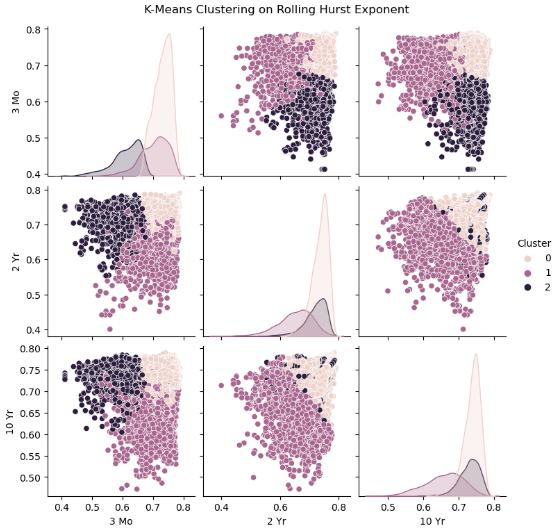 K-Means Clustering on Rolling Hurst Exponent
0.8
0.7
0.6
0.5
0.4
3 Mo
0.8
0.7
0.6
0.5
0.4
2 Yr
Cluster
0
1
2
0.80
0.75
0.70
0.65
0.60
0.55
0.50
10 Yr
0.4 0.5 0.6 0.7 0.8 0.4 0.6 0.8 0.5 0.6 0.7 0.8
3 Mo 2 Yr 10 Yr